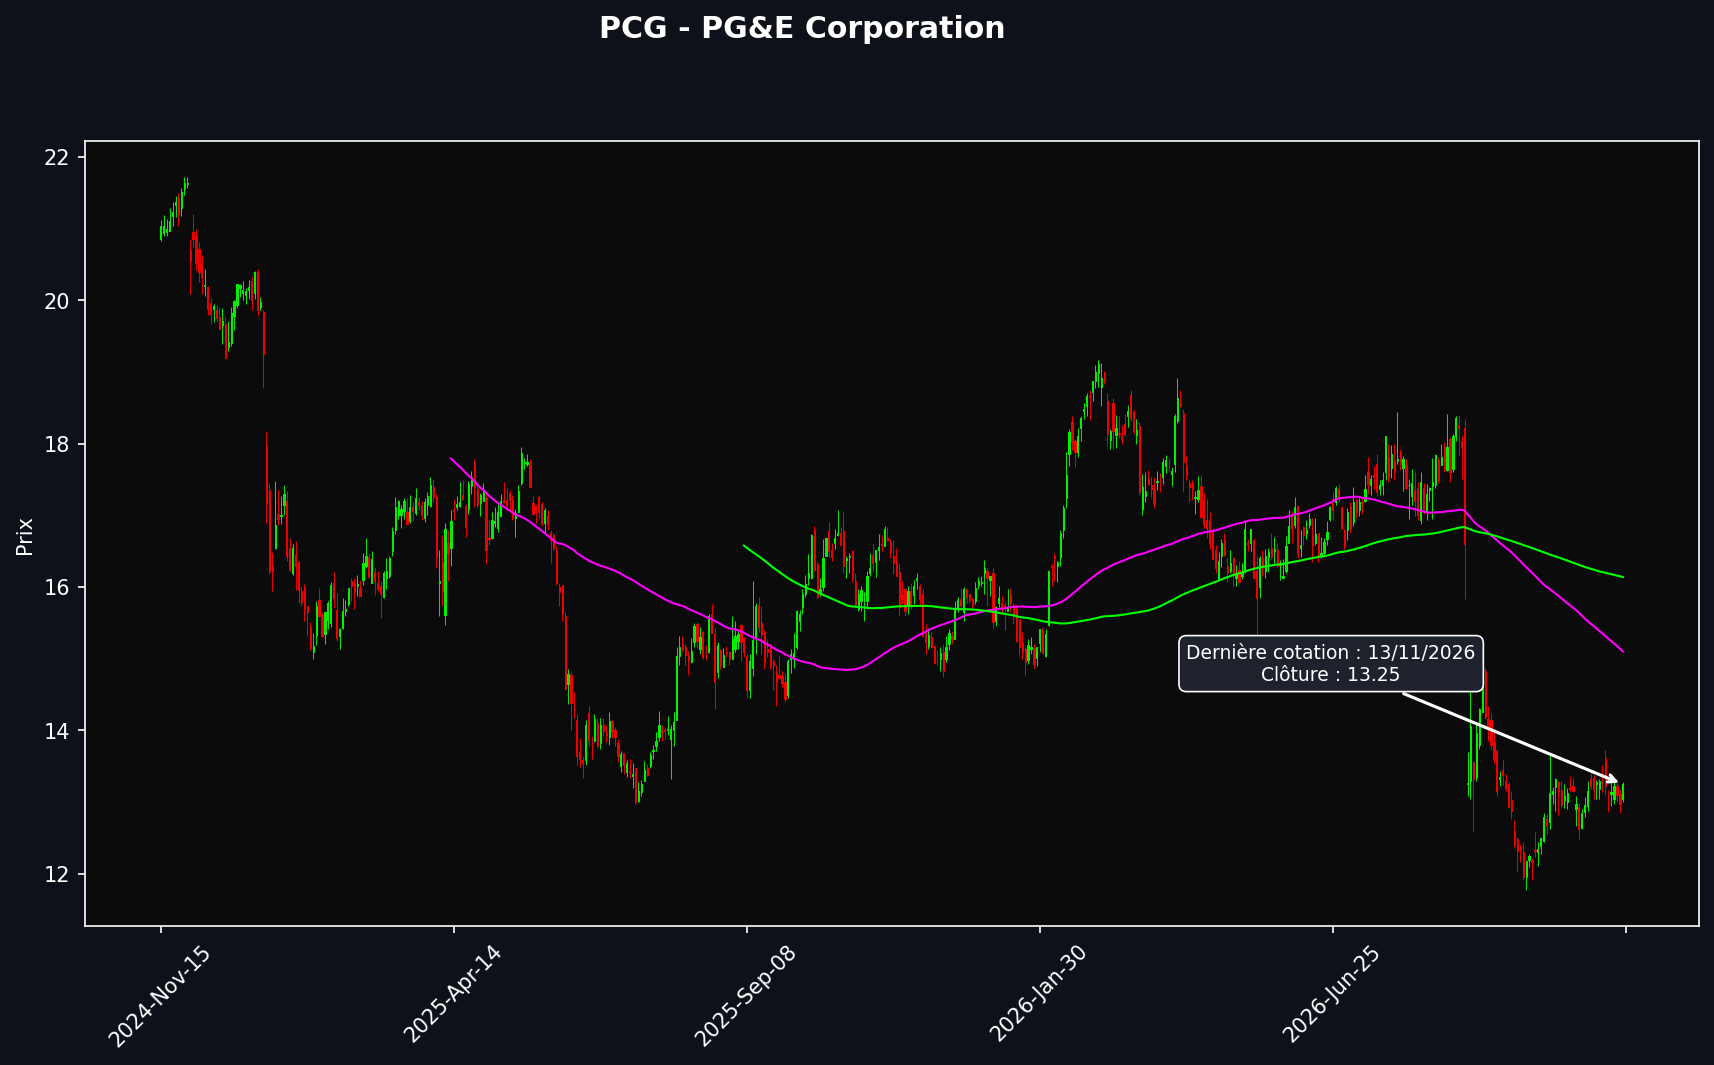 PCG - PG&E Corporation
Prix
22
20
18
16
14
12
Dernière cotation : 13/11/2026
Clôture : 13.25
2024-Nov-15
2025-Apr-14
2025-Sep-08
2026-Jan-30
2026-Jun-25